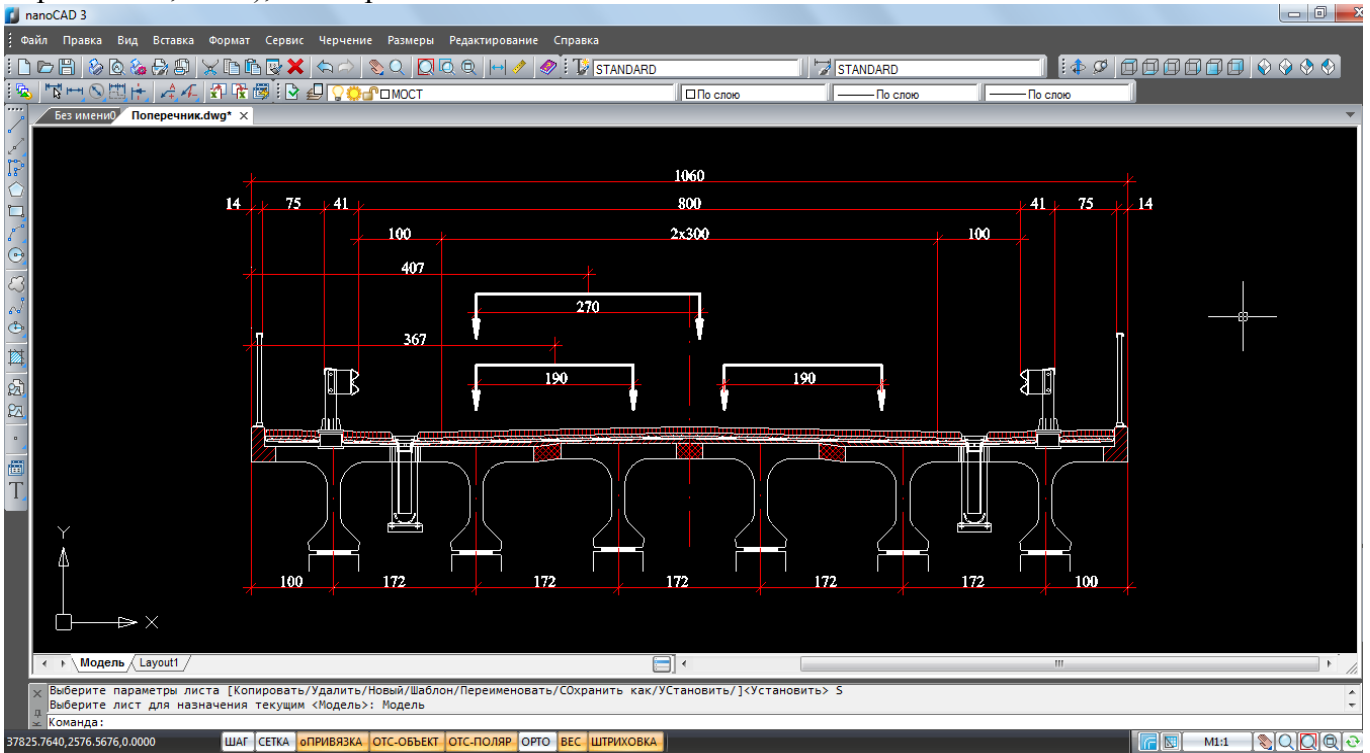 nanoCAD 3
Файл Правка Вид Вставка Формат Сервис Черчение Размеры Редактирование Справка
STANDARD STANDARD
МОСТ По слою По слою По слою
Без имени0 Поперечник.dwg*
1060
14 75 41 800 41 75 14
100 2x300 100
407
270
367
190 190
100 172 172 172 172 172 100
Y
X
T
Модель Layout1
Выберите параметры листа [Копировать/Удалить/Новый/Шаблон/Переименовать/СОхранить как/УСтановить/]<Установить> S
Выберите лист для назначения текущим <Модель>: Модель
Команда:
37825.7640,2576.5676,0.0000 ШАГ СЕТКА оПРИВЯЗКА ОТС-ОБЪЕКТ ОТС-ПОЛЯР ОРТО ВЕС ШТРИХОВКА М1:1